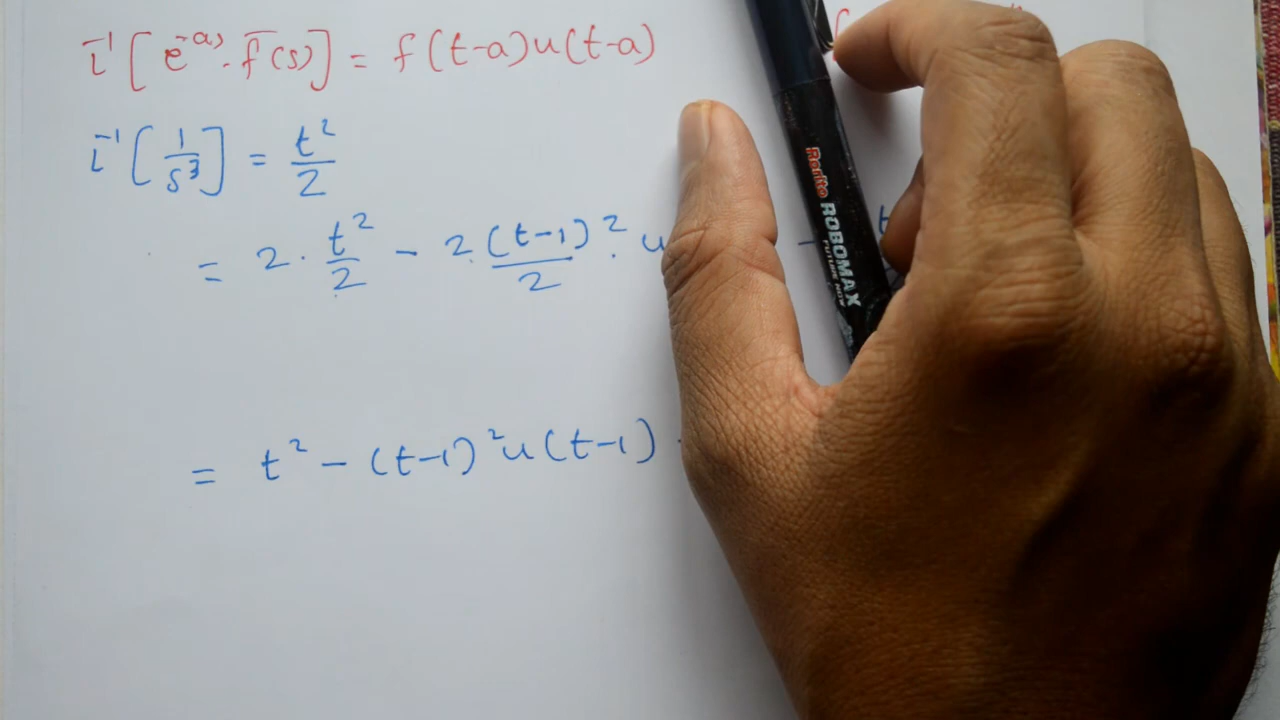 L⁻¹[e⁻ᵃˢ · f̄(s)] = f(t-a)u(t-a)
L⁻¹[1/s³] = t²/2
= 2 · t²/2 - 2 (t-1)²/2 · u
= t² - (t-1)²u(t-1)
Rorito ROBOMAX